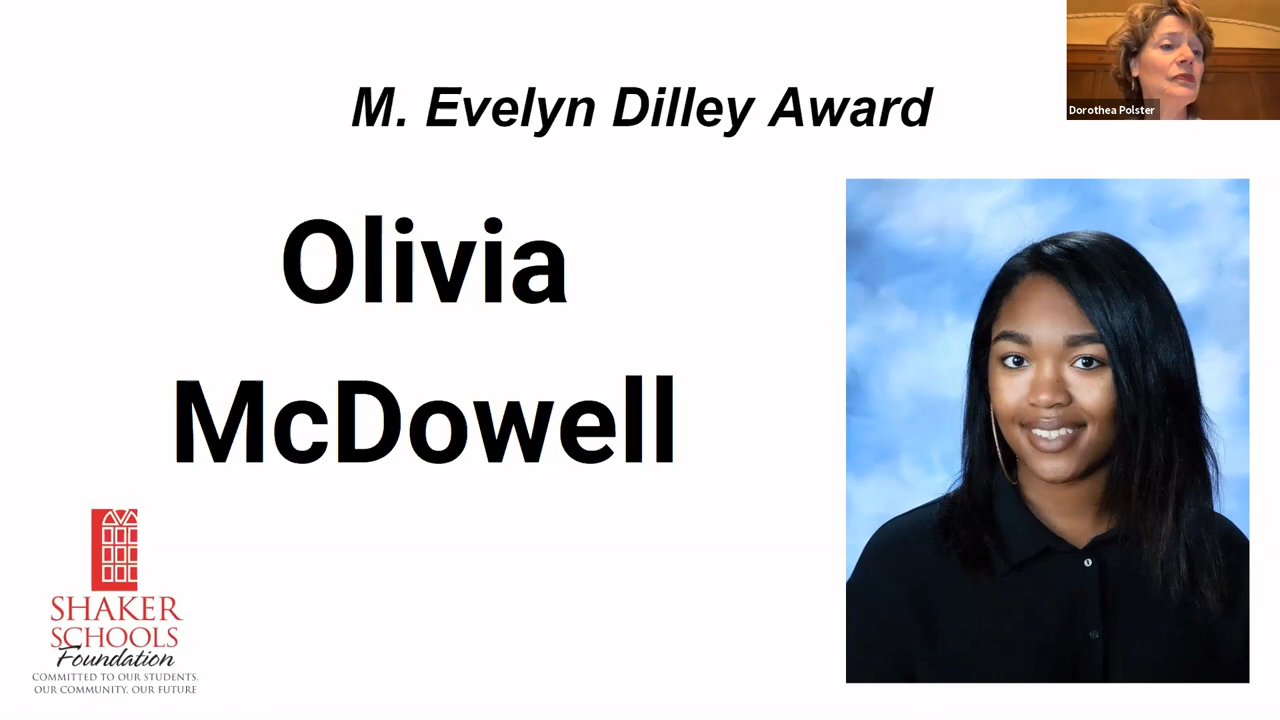 M. Evelyn Dilley Award
Dorothea Polster
Olivia
McDowell
SHAKER
SCHOOLS
Foundation
COMMITTED TO OUR STUDENTS.
OUR COMMUNITY. OUR FUTURE